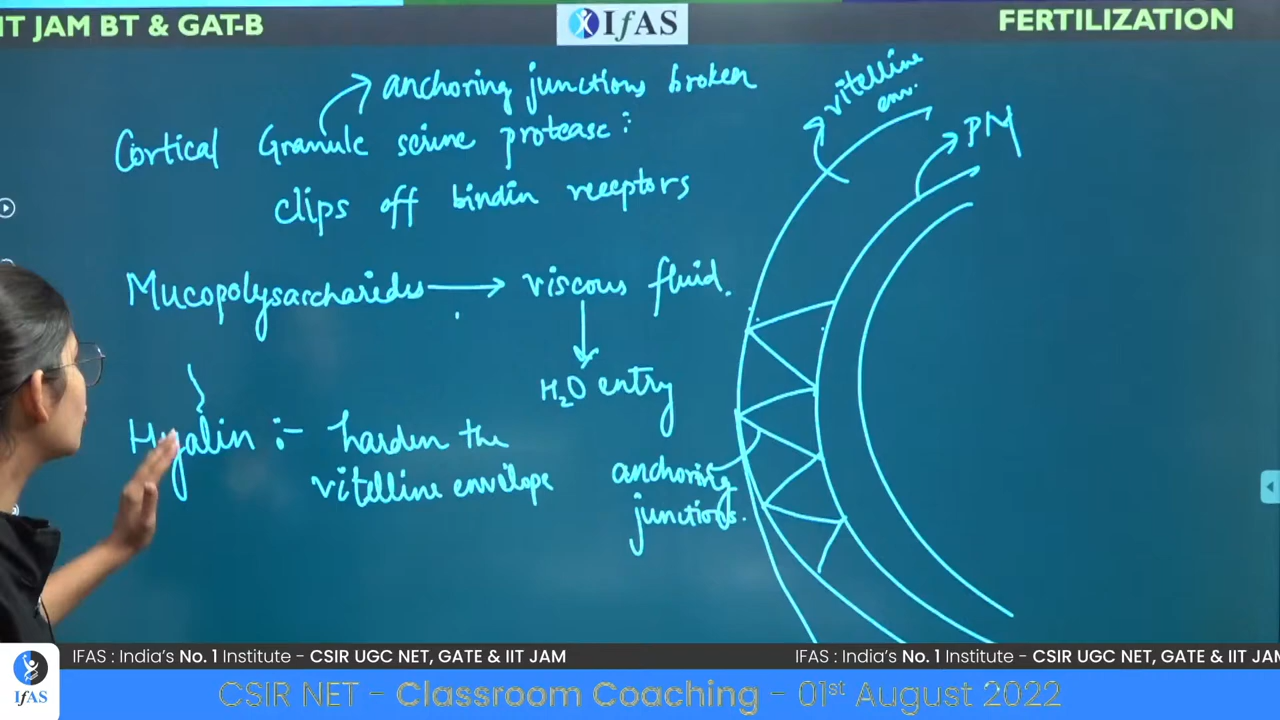 IIT JAM BT & GAT-B
IFAS
FERTILIZATION
anchoring junctions broken
Cortical Granule serine protease:
clips off bindin receptors
Mucopolysaccharides → viscous fluid.
H₂O entry
Hyalin :- harden the
vitelline envelope
vitelline
env.
PM
anchoring
junctions.
IFAS : India's No. 1 Institute - CSIR UGC NET, GATE & IIT JAM
IFAS : India's No. 1 Institute - CSIR UGC NET, GATE & IIT JAM
IFAS
CSIR NET - Classroom Coaching - 01st August 2022